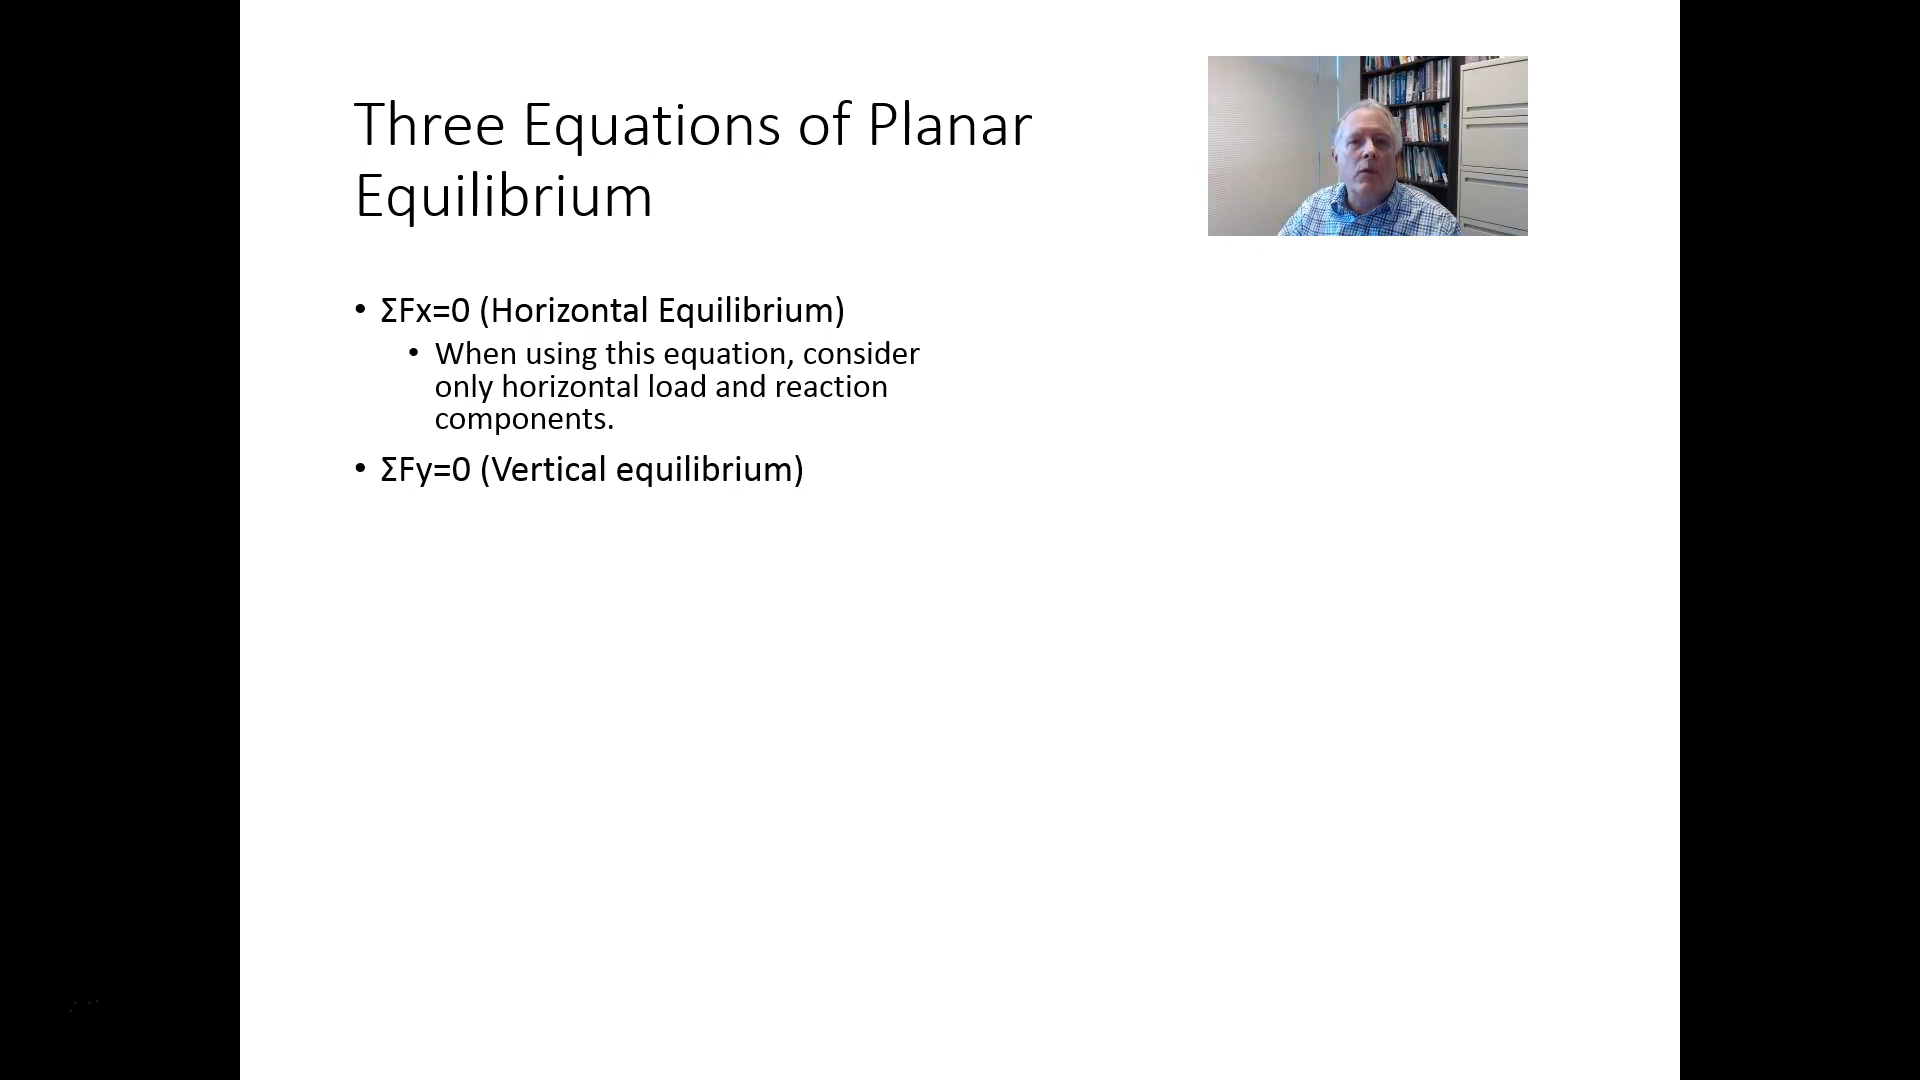 Three Equations of Planar
Equilibrium
• ΣFx=0 (Horizontal Equilibrium)
• When using this equation, consider
only horizontal load and reaction
components.
• ΣFy=0 (Vertical equilibrium)